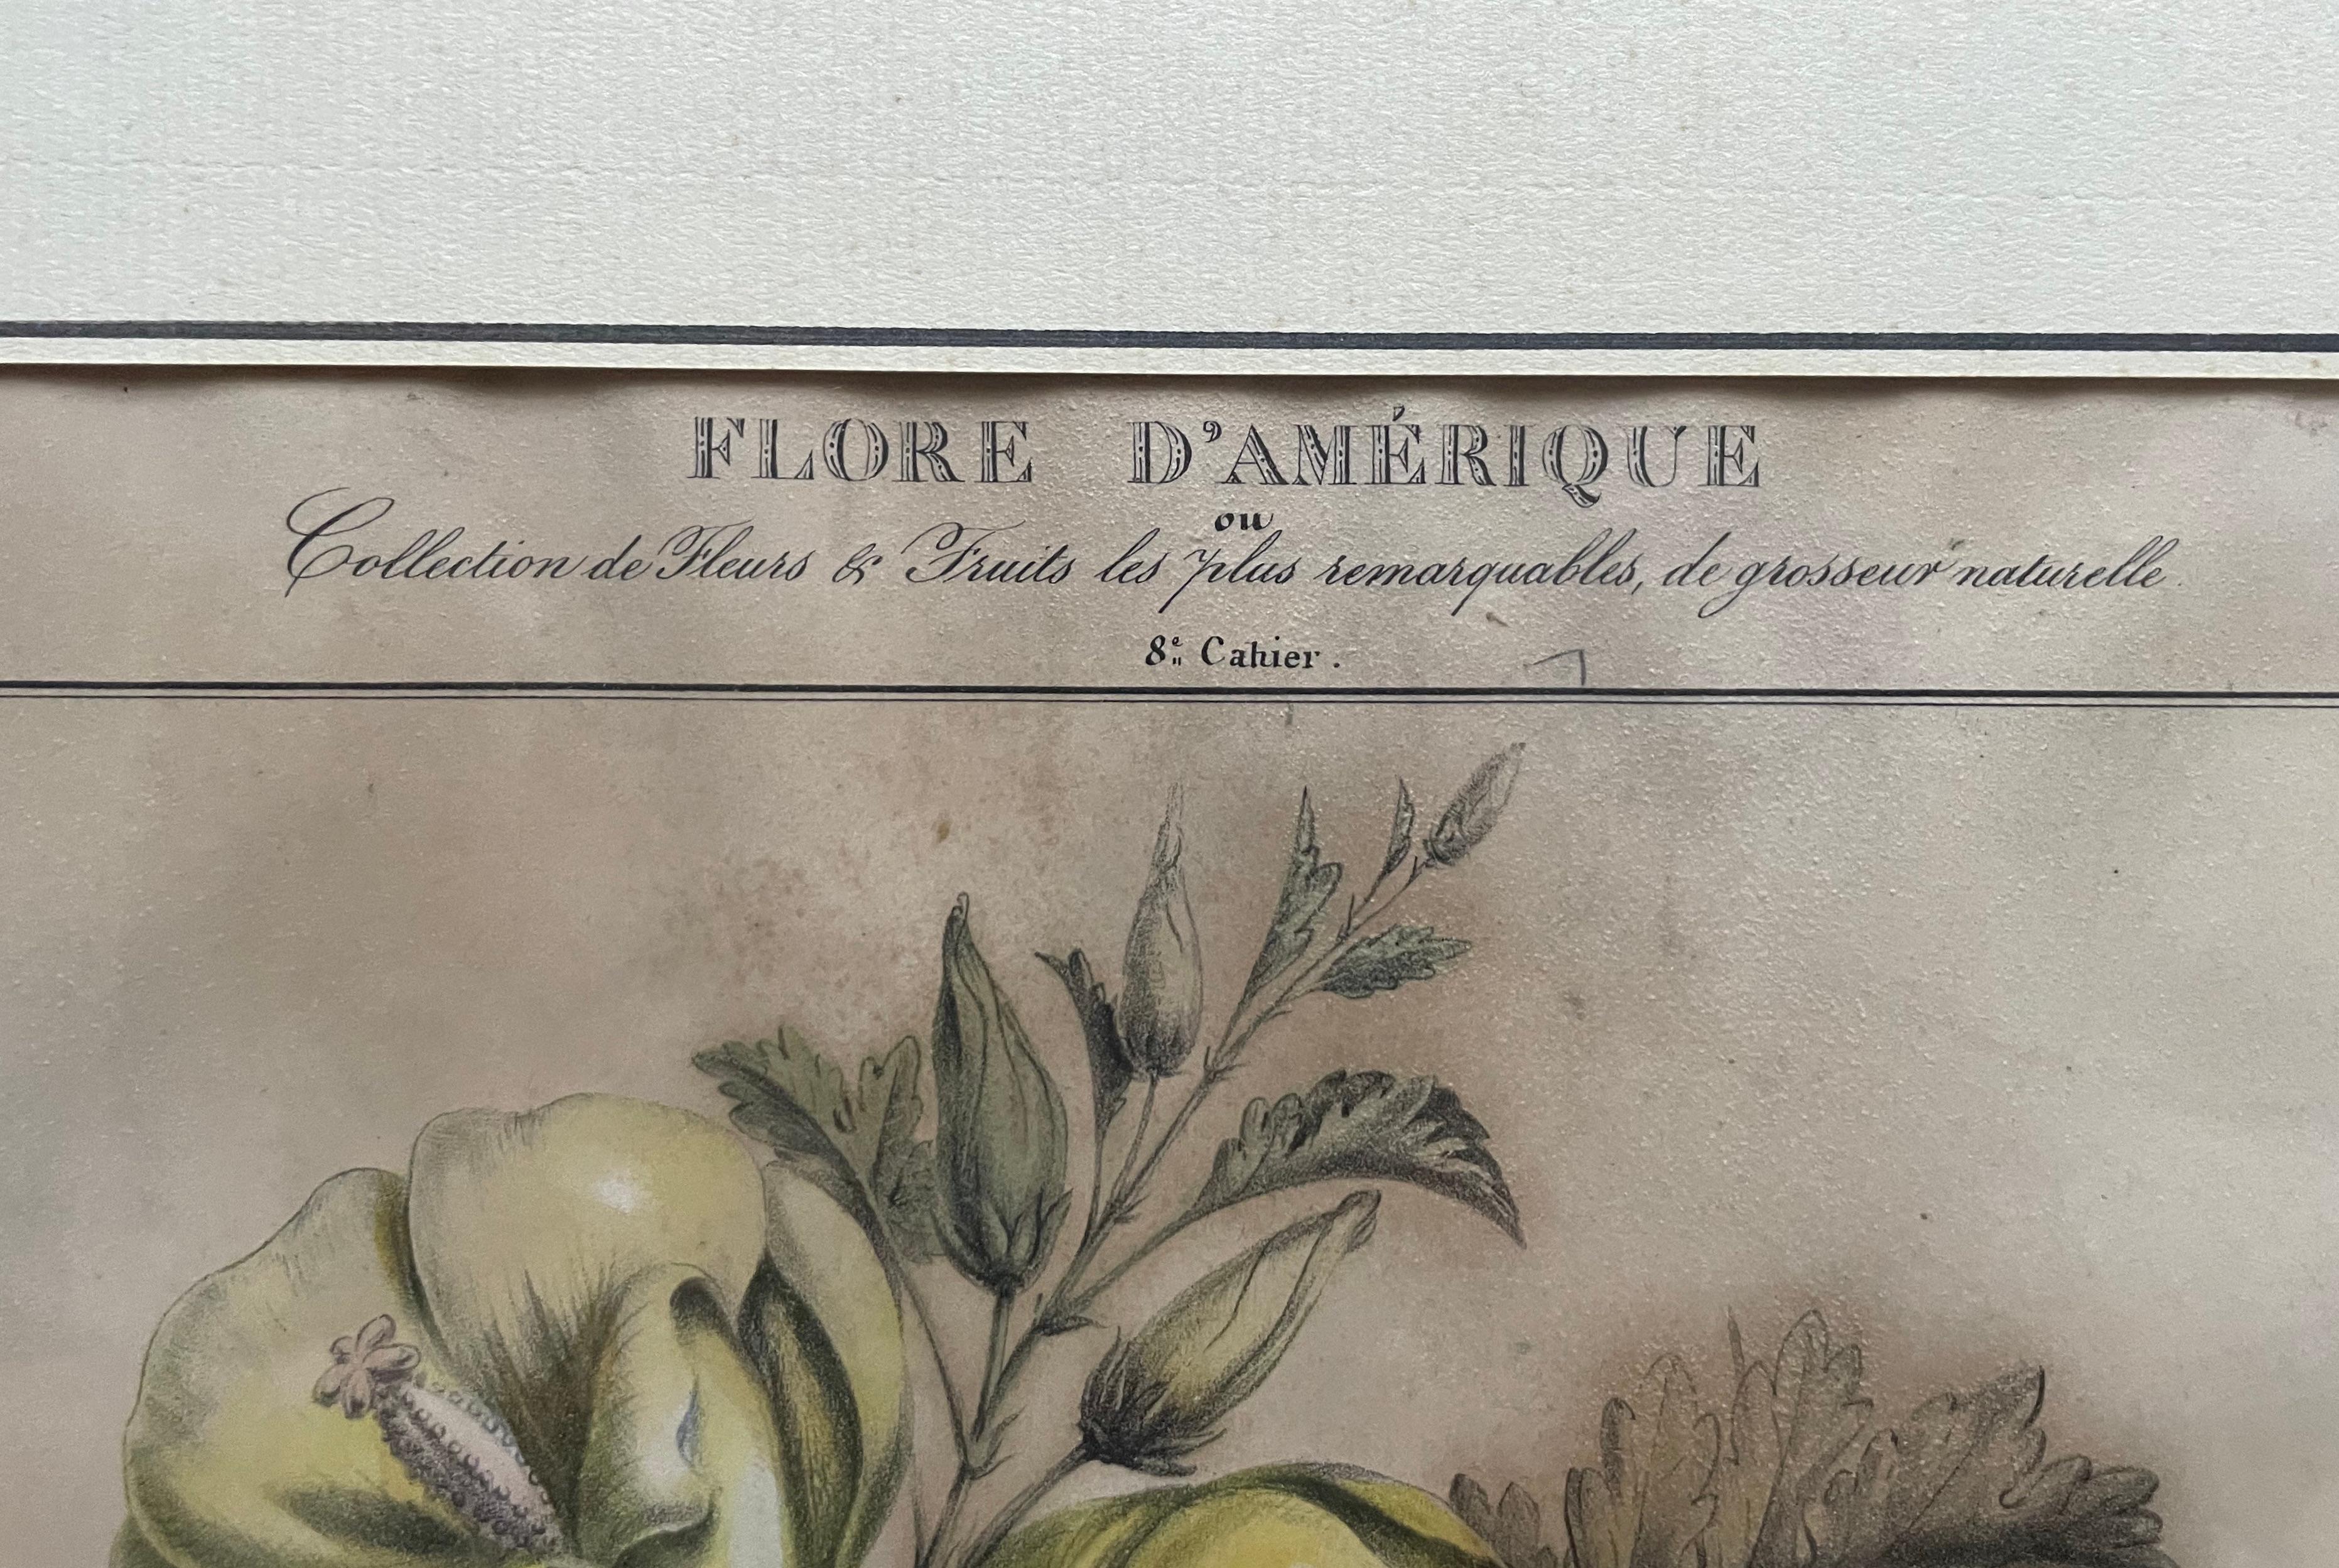 FLORE D'AMÉRIQUE
ou
Collection de Fleurs & Fruits les plus remarquables, de grosseur naturelle.
8e. Cahier.